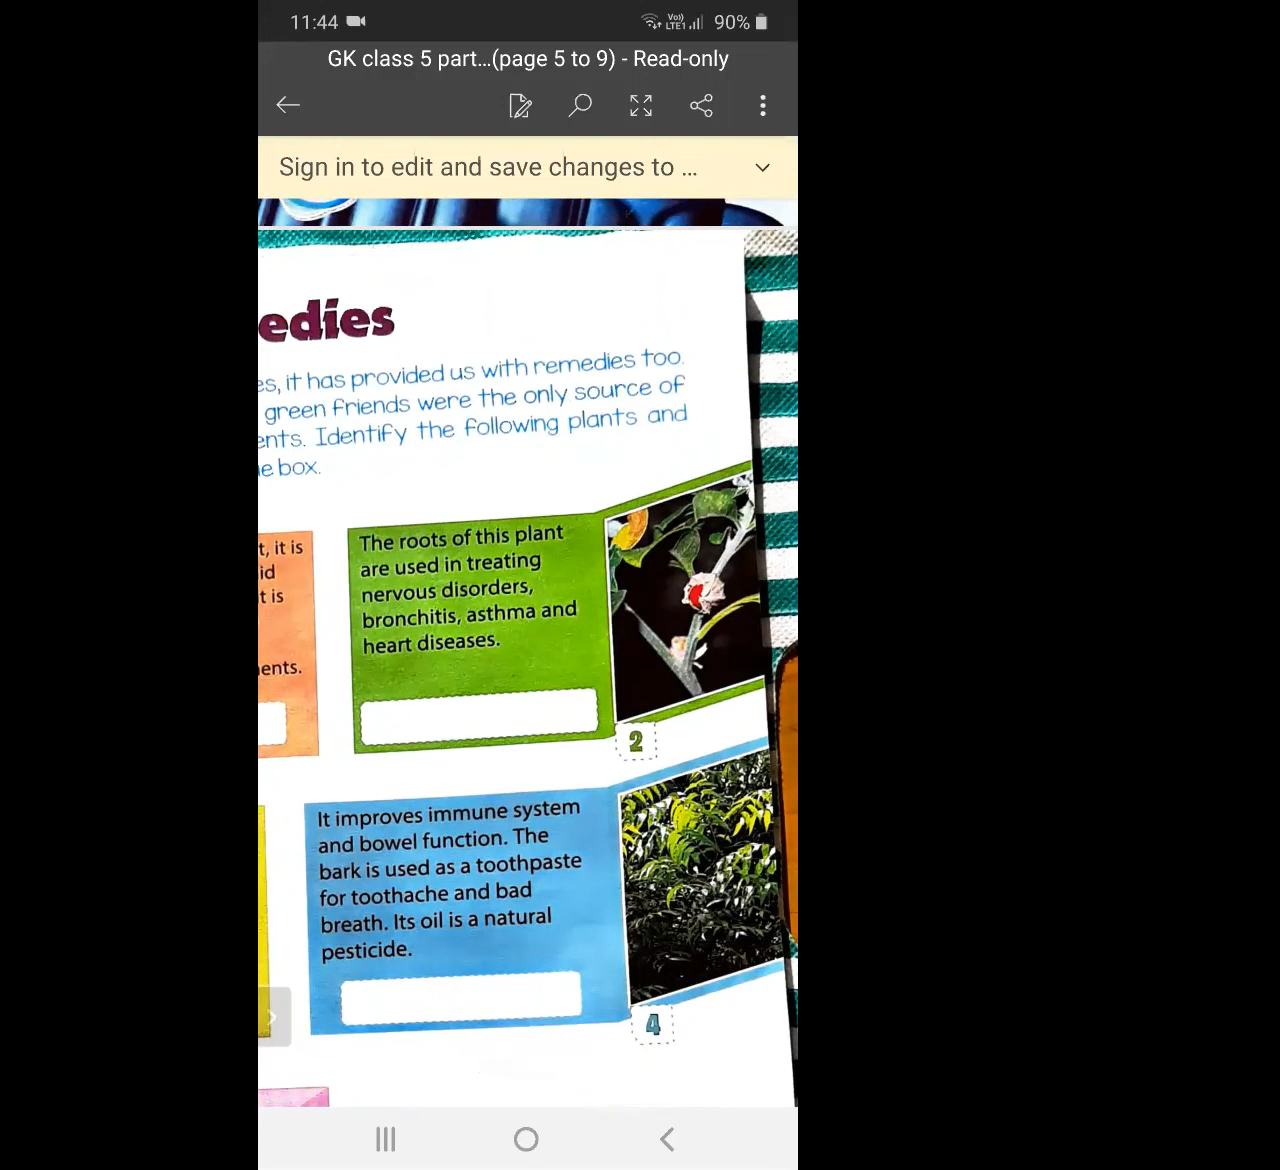 11:44
Vo)) LTE1 90%
GK class 5 part...(page 5 to 9) - Read-only
Sign in to edit and save changes to ...
edies
es, it has provided us with remedies too.
green friends were the only source of
ents. Identify the following plants and
e box.
t, it is
id
t is
ents.
The roots of this plant
are used in treating
nervous disorders,
bronchitis, asthma and
heart diseases.
2
It improves immune system
and bowel function. The
bark is used as a toothpaste
for toothache and bad
breath. Its oil is a natural
pesticide.
4